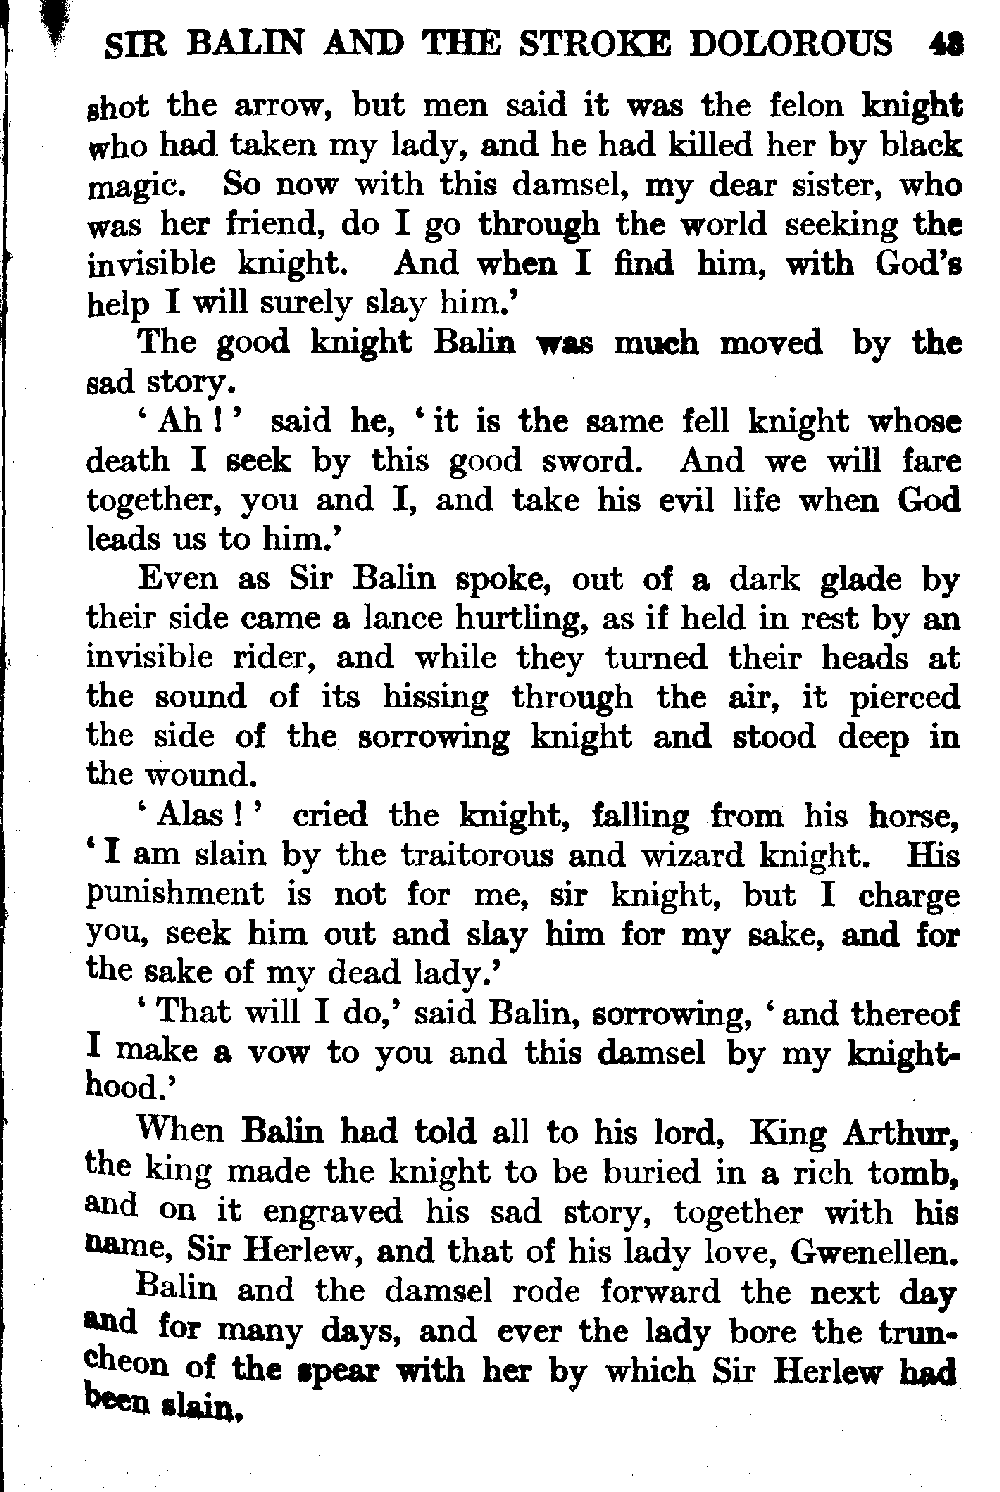 SIR BALIN AND THE STROKE DOLOROUS 43
shot the arrow, but men said it was the felon knight
who had taken my lady, and he had killed her by black
magic. So now with this damsel, my dear sister, who
was her friend, do I go through the world seeking the
invisible knight. And when I find him, with God's
help I will surely slay him.'
The good knight Balin was much moved by the
sad story.
' Ah ! ' said he, ' it is the same fell knight whose
death I seek by this good sword. And we will fare
together, you and I, and take his evil life when God
leads us to him.'
Even as Sir Balin spoke, out of a dark glade by
their side came a lance hurtling, as if held in rest by an
invisible rider, and while they turned their heads at
the sound of its hissing through the air, it pierced
the side of the sorrowing knight and stood deep in
the wound.
' Alas ! ' cried the knight, falling from his horse,
' I am slain by the traitorous and wizard knight. His
punishment is not for me, sir knight, but I charge
you, seek him out and slay him for my sake, and for
the sake of my dead lady.'
' That will I do,' said Balin, sorrowing, ' and thereof
I make a vow to you and this damsel by my knight-
hood.'
When Balin had told all to his lord, King Arthur,
the king made the knight to be buried in a rich tomb,
and on it engraved his sad story, together with his
name, Sir Herlew, and that of his lady love, Gwenellen.
Balin and the damsel rode forward the next day
and for many days, and ever the lady bore the trun-
cheon of the spear with her by which Sir Herlew had
been slain.